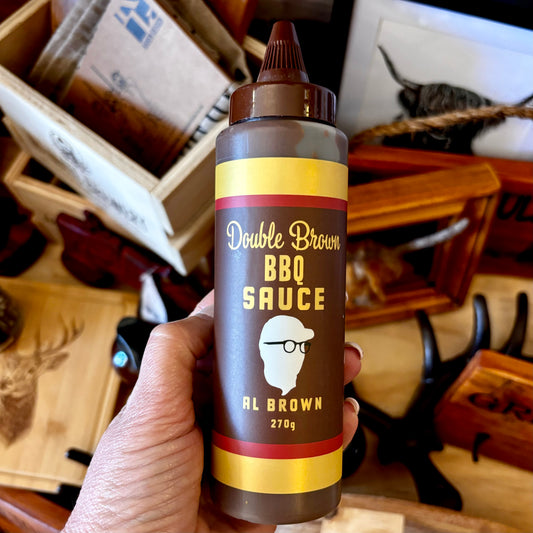 Double Brown
BBQ
SAUCE
AL BROWN
270g